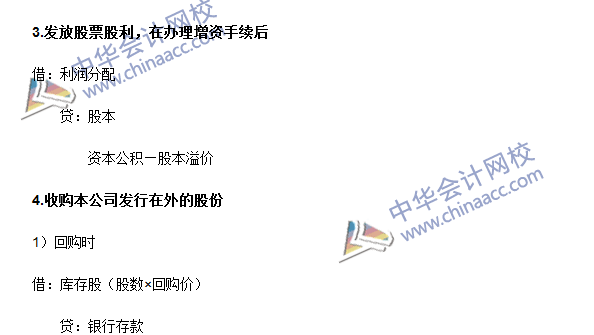 3.发放股票股利，在办理增资手续后
借：利润分配
贷：股本
资本公积—股本溢价
4.收购本公司发行在外的股份
1）回购时
借：库存股（股数×回购价）
贷：银行存款
中华会计网校
www.chinaacc.com
中华会计网校
www.chinaacc.com